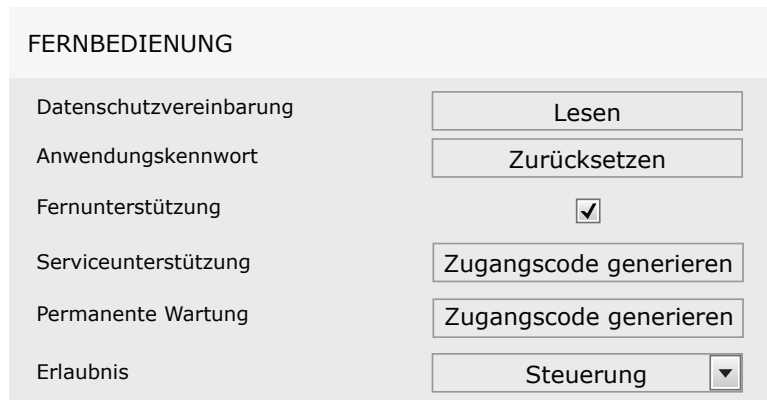 FERNBEDIENUNG
Datenschutzvereinbarung Lesen
Anwendungskennwort Zurücksetzen
Fernunterstützung
Serviceunterstützung Zugangscode generieren
Permanente Wartung Zugangscode generieren
Erlaubnis Steuerung